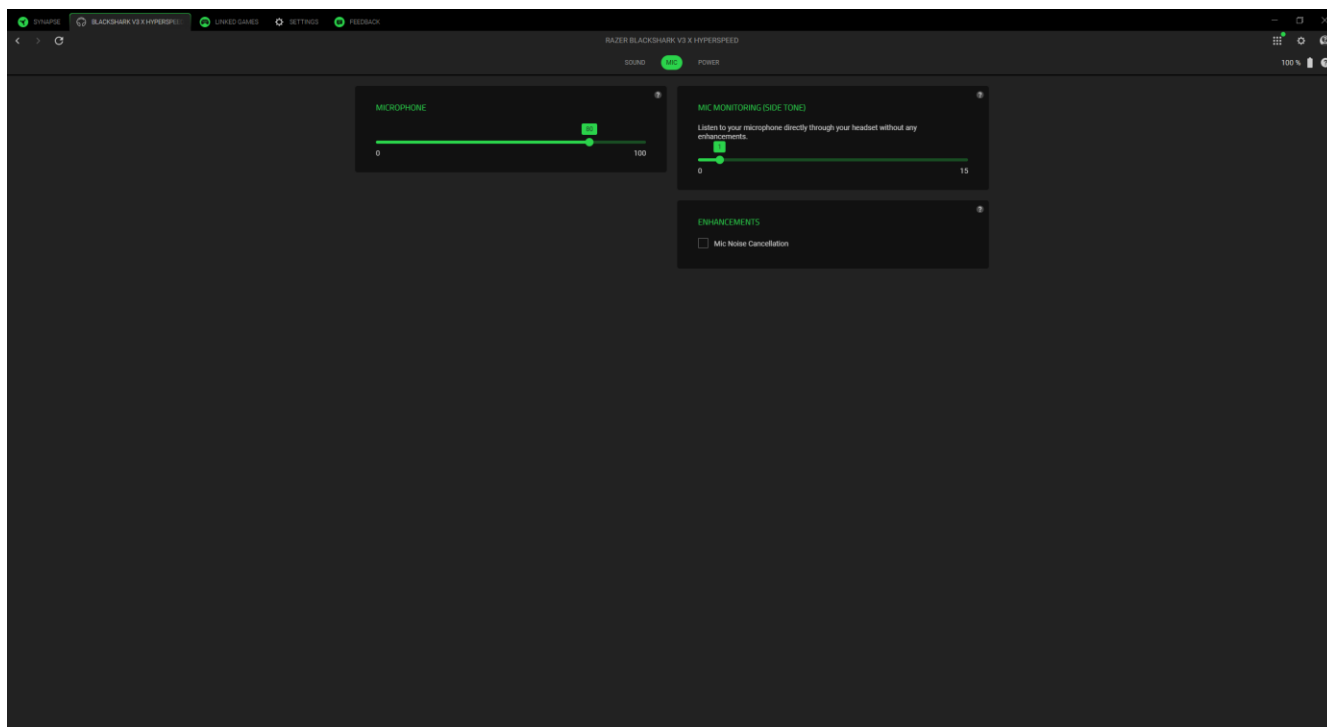 SYNAPSE BLACKSHARK V3 X HYPERSPE LINKED GAMES SETTINGS FEEDBACK
RAZER BLACKSHARK V3 X HYPERSPEED
SOUND MIC POWER 100 %
MICROPHONE
80
0 100
MIC MONITORING (SIDE TONE)
Listen to your microphone directly through your headset without any
enhancements.
1
0 15
ENHANCEMENTS
Mic Noise Cancellation